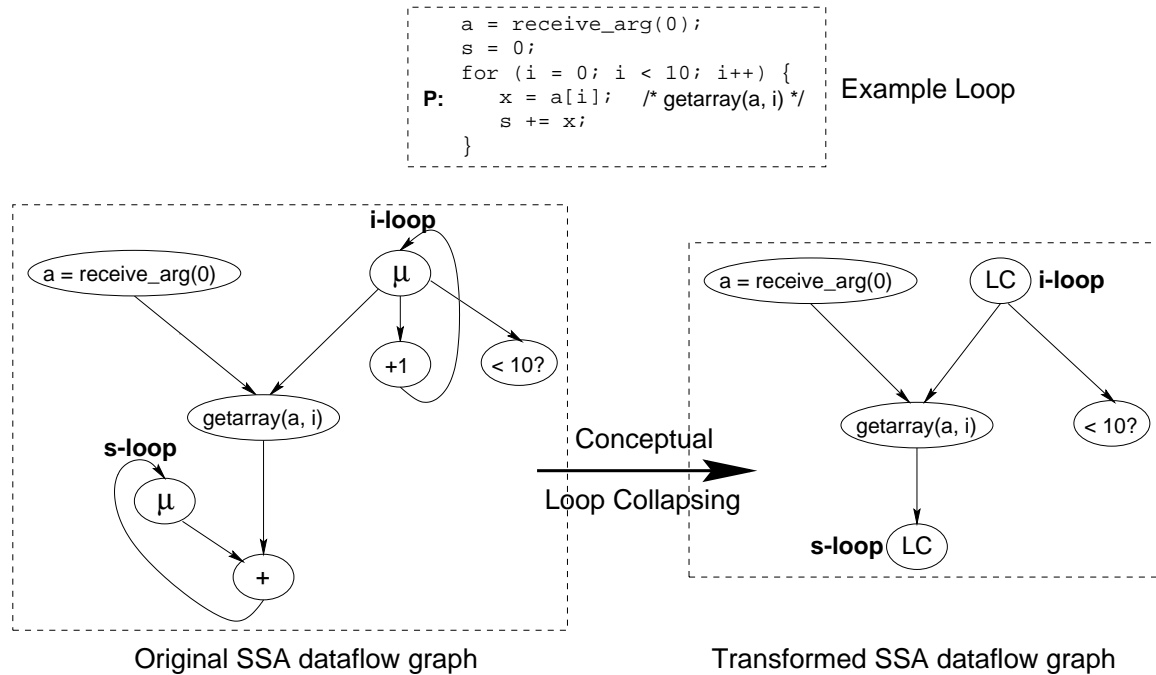 a = receive_arg(0);
s = 0;
for (i = 0; i < 10; i++) {
P: x = a[i]; /* getarray(a, i) */
s += x;
}
Example Loop
i-loop
a = receive_arg(0)
μ
+1
< 10?
getarray(a, i)
s-loop
μ
+
Conceptual
Loop Collapsing
a = receive_arg(0)
LC i-loop
getarray(a, i)
< 10?
s-loop LC
Original SSA dataflow graph
Transformed SSA dataflow graph